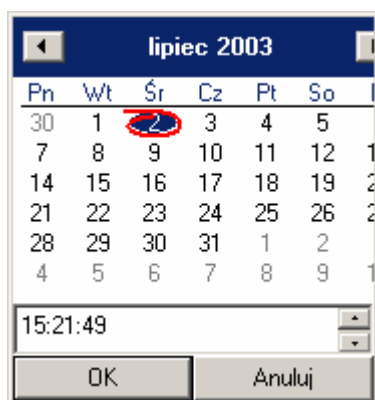 lipiec 2003
Pn Wt Śr Cz Pt So
30 1 2 3 4 5
7 8 9 10 11 12
14 15 16 17 18 19
21 22 23 24 25 26
28 29 30 31 1 2
4 5 6 7 8 9
15:21:49
OK Anuluj